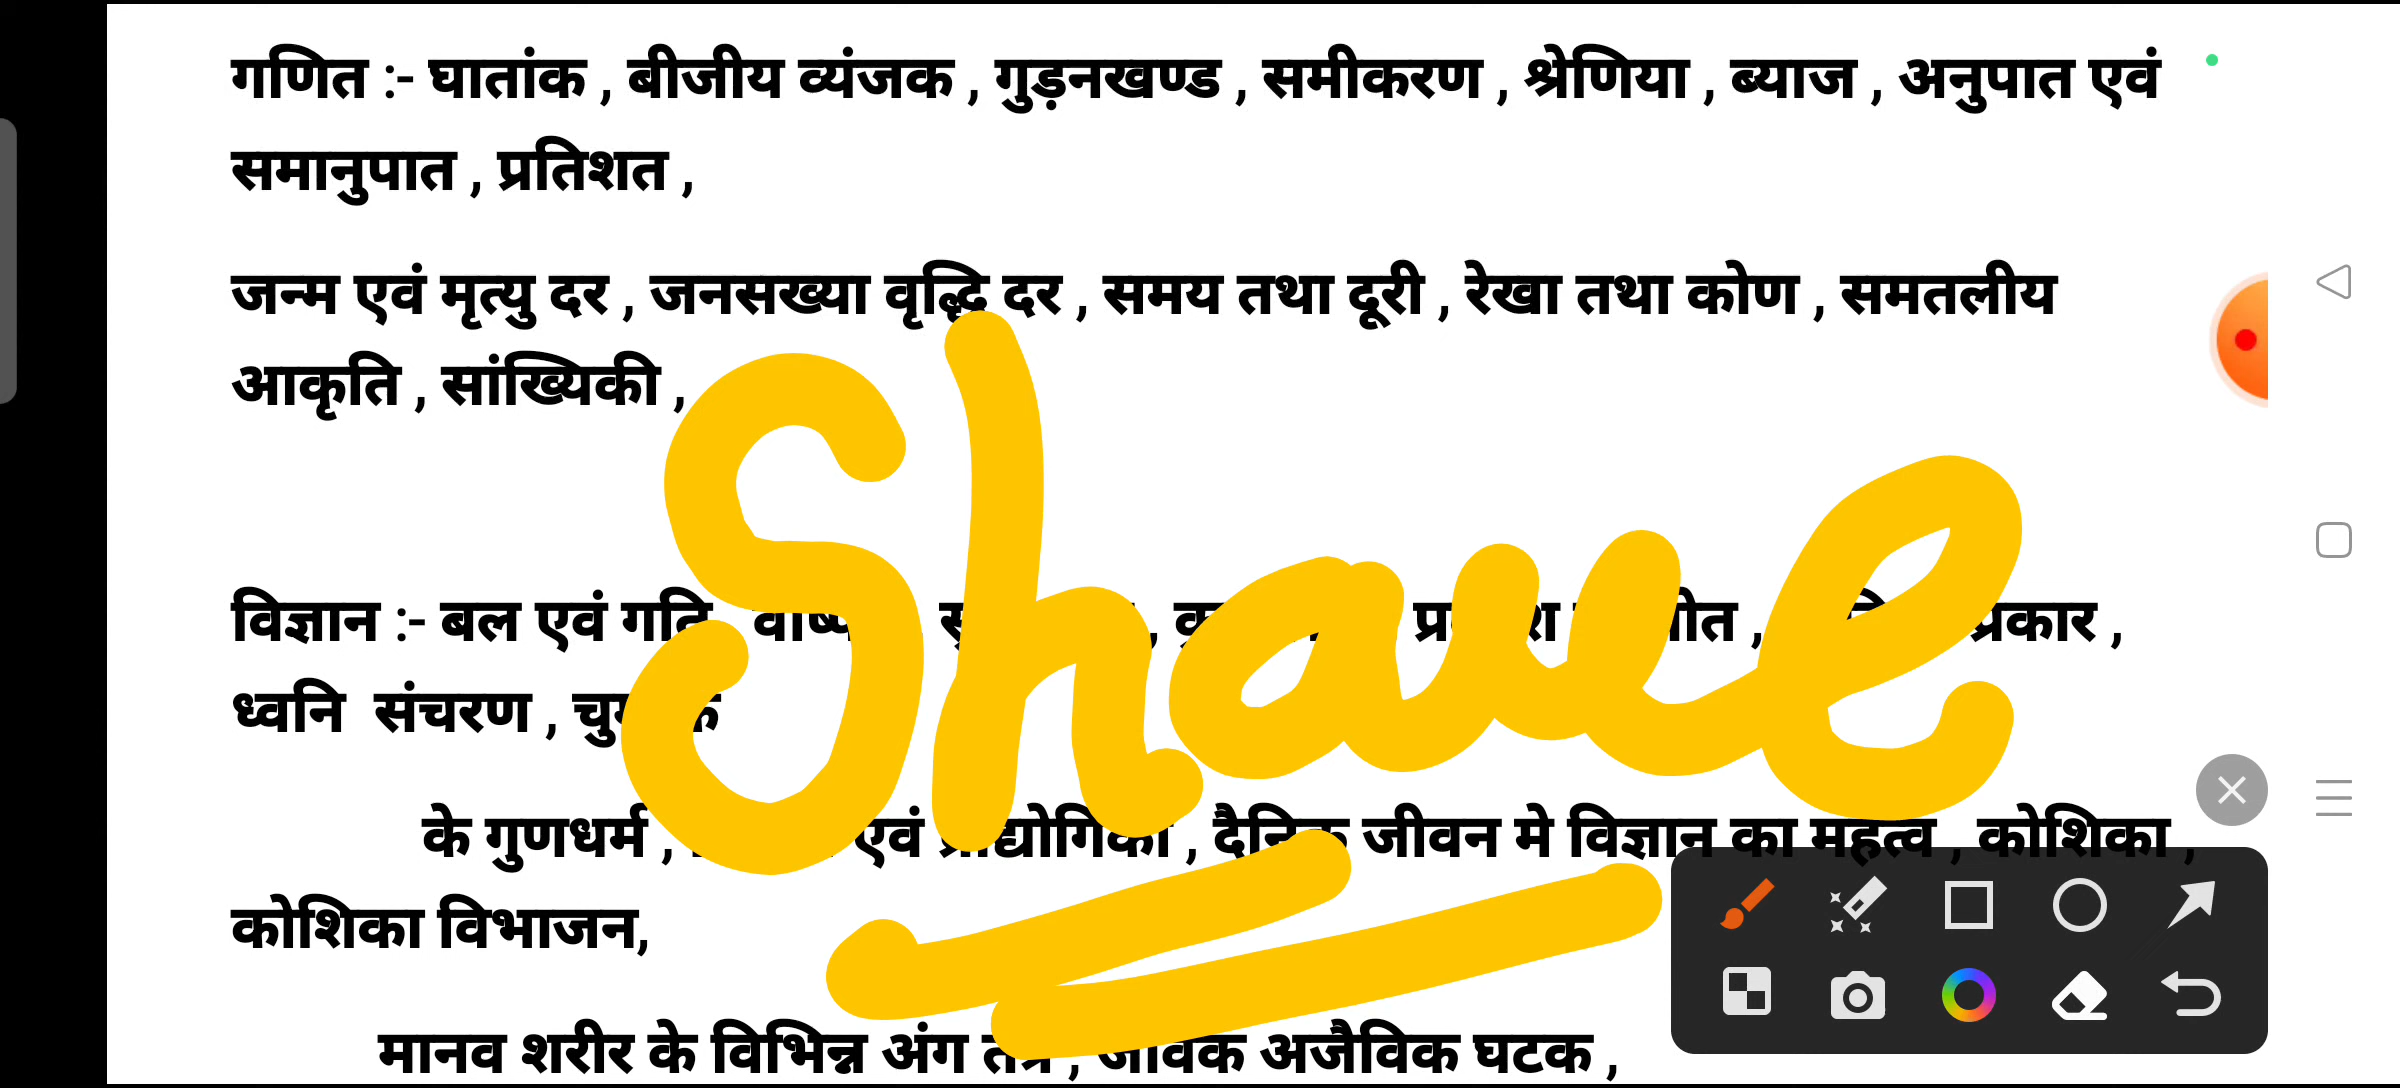 गणित :- घातांक , बीजीय व्यंजक , गुड़नखण्ड , समीकरण , श्रेणिया , ब्याज , अनुपात एवं
समानुपात , प्रतिशत ,
जन्म एवं मृत्यु दर , जनसख्या वृद्धि दर , समय तथा दूरी , रेखा तथा कोण , समतलीय
आकृति , सांख्यिकी ,
Shaue
विज्ञान :- बल एवं गति प्रकार ,
ध्वनि संचरण ,
के गुणधर्म , एवं प्रौद्योगिकी , दैनिक जीवन मे विज्ञान का महत्व , कोशिका ,
कोशिका विभाजन,
मानव शरीर के विभिन्न अंग तंत्र , जैविक अजैविक घटक ,